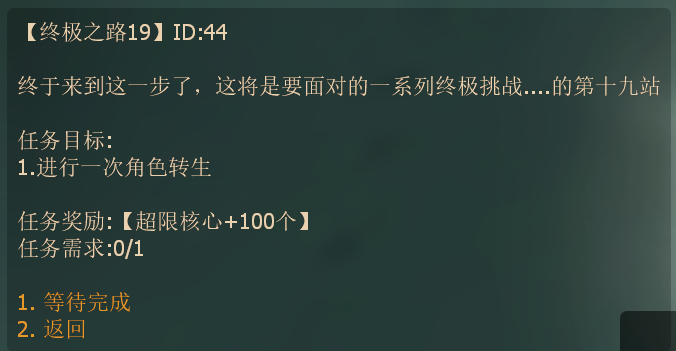 【终极之路19】ID:44
终于来到这一步了，这将是要面对的一系列终极挑战....的第十九站
任务目标:
1.进行一次角色转生
任务奖励:【超限核心+100个】
任务需求:0/1
1. 等待完成
2. 返回